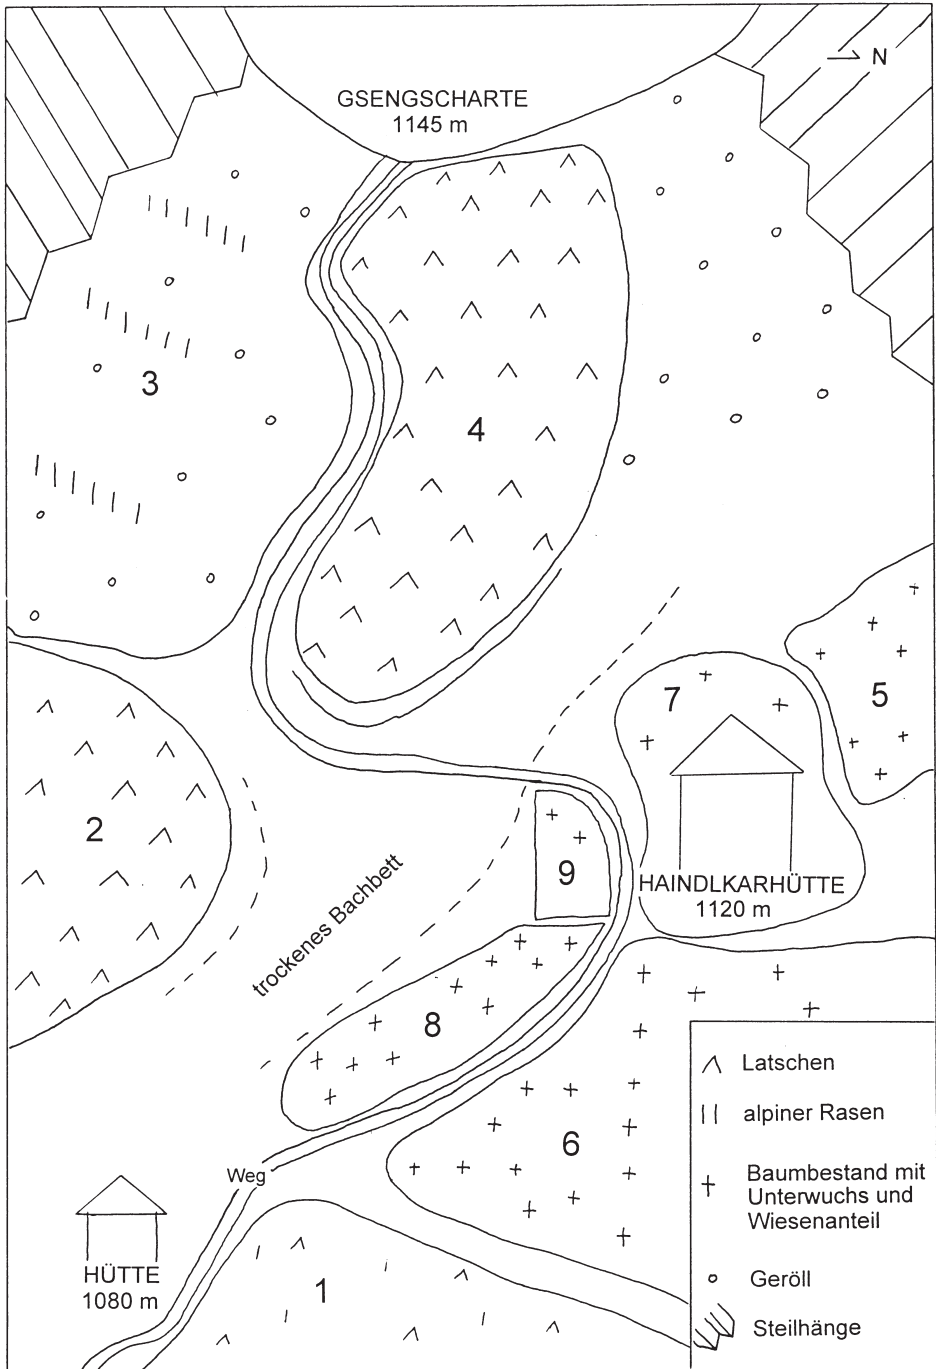 N
GSENGSCHARTE
1145 m
3
4
5
7
2
9
HAINDLKARHÜTTE
1120 m
trockenes Bachbett
8
6
Weg
HÜTTE
1080 m
1
Latschen
alpiner Rasen
Baumbestand mit
Unterwuchs und
Wiesenanteil
Geröll
Steilhänge